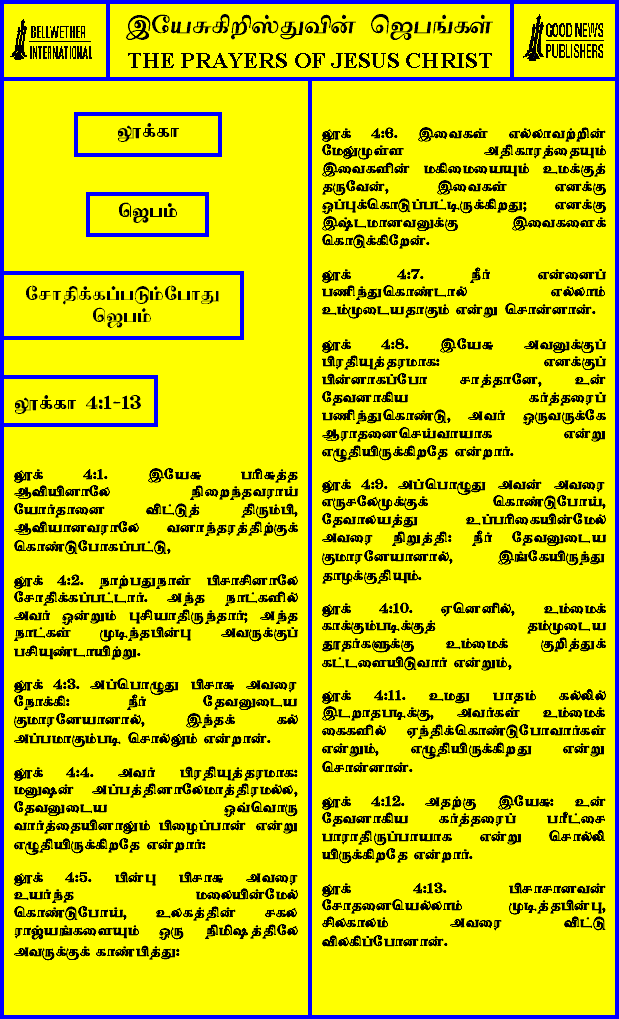 BELLWETHER
INTERNATIONAL
இயேசுகிறிஸ்துவின் ஜெபங்கள்
THE PRAYERS OF JESUS CHRIST
GOOD NEWS
PUBLISHERS
லூக்கா
ஜெபம்
சோதிக்கப்படும்போது
ஜெபம்
லூக்கா 4:1-13
லூக் 4:1. இயேசு பரிசுத்த
ஆவியினாலே நிறைந்தவராய்
யோர்தானை விட்டுத் திரும்பி,
ஆவியானவராலே வனாந்தரத்திற்குக்
கொண்டுபோகப்பட்டு,
லூக் 4:2. நாற்பதுநாள் பிசாசினாலே
சோதிக்கப்பட்டார். அந்த நாட்களில்
அவர் ஒன்றும் புசியாதிருந்தார்; அந்த
நாட்கள் முடிந்தபின்பு அவருக்குப்
பசியுண்டாயிற்று.
லூக் 4:3. அப்பொழுது பிசாசு அவரை
நோக்கி: நீர் தேவனுடைய
குமாரனேயானால், இந்தக் கல்
அப்பமாகும்படி சொல்லும் என்றான்.
லூக் 4:4. அவர் பிரதியுத்தரமாக:
மனுஷன் அப்பத்தினாலேமாத்திரமல்ல,
தேவனுடைய ஒவ்வொரு
வார்த்தையினாலும் பிழைப்பான் என்று
எழுதியிருக்கிறதே என்றார்:
லூக் 4:5. பின்பு பிசாசு அவரை
உயர்ந்த மலையின்மேல்
கொண்டுபோய், உலகத்தின் சகல
ராஜ்யங்களையும் ஒரு நிமிஷத்திலே
அவருக்குக் காண்பித்து:
லூக் 4:6. இவைகள் எல்லாவற்றின்
மேலுமுள்ள அதிகாரத்தையும்
இவைகளின் மகிமையையும் உமக்குத்
தருவேன், இவைகள் எனக்கு
ஒப்புக்கொடுப்பட்டிருக்கிறது; எனக்கு
இஷ்டமானவனுக்கு இவைகளைக்
கொடுக்கிறேன்.
லூக் 4:7. நீர் என்னைப்
பணிந்துகொண்டால் எல்லாம்
உம்முடையதாகும் என்று சொன்னான்.
லூக் 4:8. இயேசு அவனுக்குப்
பிரதியுத்தரமாக: எனக்குப்
பின்னாகப்போ சாத்தானே, உன்
தேவனாகிய கர்த்தரைப்
பணிந்துகொண்டு, அவர் ஒருவருக்கே
ஆராதனைசெய்வாயாக என்று
எழுதியிருக்கிறதே என்றார்.
லூக் 4:9. அப்பொழுது அவன் அவரை
எருசலேமுக்குக் கொண்டுபோய்,
தேவாலயத்து உப்பரிகையின்மேல்
அவரை நிறுத்தி: நீர் தேவனுடைய
குமாரனேயானால், இங்கேயிருந்து
தாழக்குதியும்.
லூக் 4:10. ஏனெனில், உம்மைக்
காக்கும்படிக்குத் தம்முடைய
தூதர்களுக்கு உம்மைக் குறித்துக்
கட்டளையிடுவார் என்றும்,
லூக் 4:11. உமது பாதம் கல்லில்
இடறாதபடிக்கு, அவர்கள் உம்மைக்
கைகளில் ஏந்திக்கொண்டுபோவார்கள்
என்றும், எழுதியிருக்கிறது என்று
சொன்னான்.
லூக் 4:12. அதற்கு இயேசு: உன்
தேவனாகிய கர்த்தரைப் பரீட்சை
பாராதிருப்பாயாக என்று சொல்லி
யிருக்கிறதே என்றார்.
லூக் 4:13. பிசாசானவன்
சோதனையெல்லாம் முடித்தபின்பு,
சிலகாலம் அவரை விட்டு
விலகிப்போனான்.